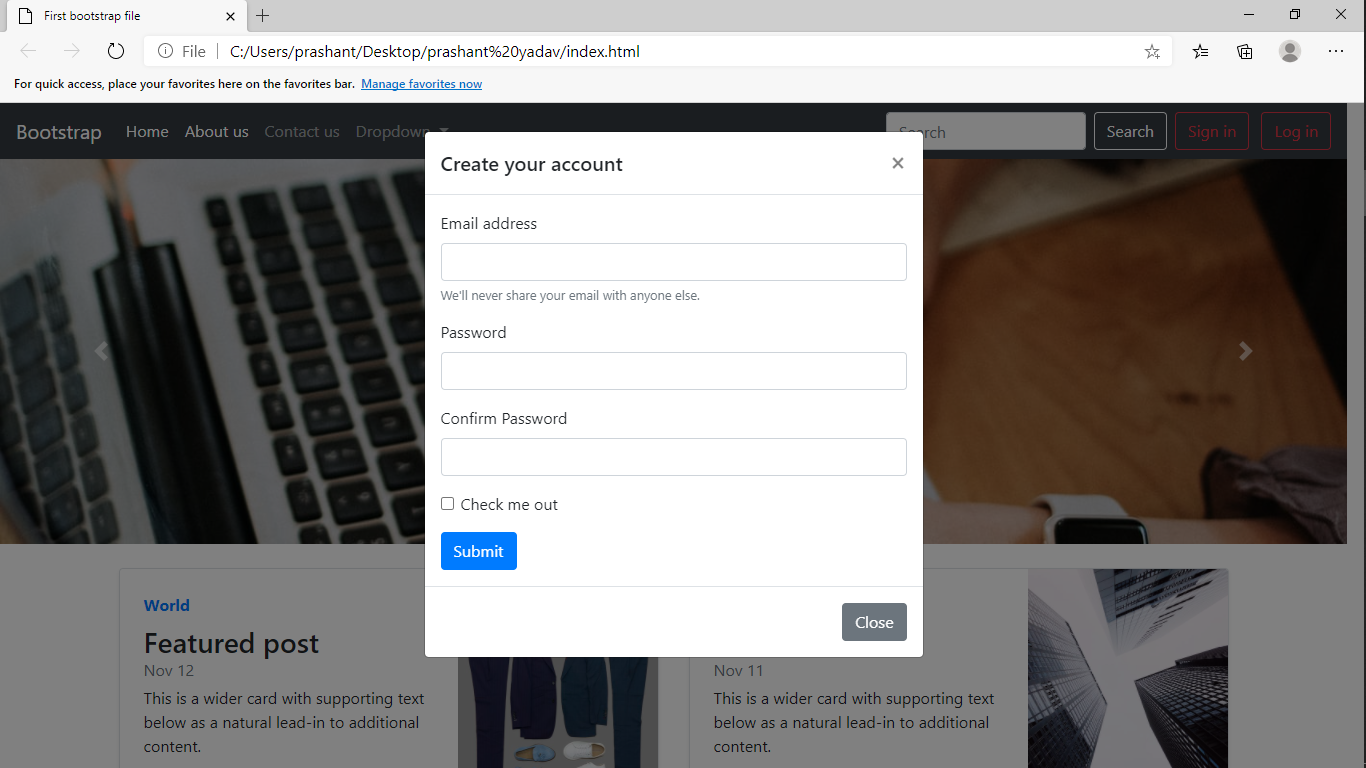 First bootstrap file
File
C:/Users/prashant/Desktop/prashant%20yadav/index.html
For quick access, place your favorites here on the favorites bar. Manage favorites now
Bootstrap Home About us Contact us Dropdown Search Search Sign in Log in
Create your account ×
Email address
We'll never share your email with anyone else.
Password
Confirm Password
Check me out
Submit
Close
World
Featured post
Nov 12
This is a wider card with supporting text
below as a natural lead-in to additional
content.
Nov 11
This is a wider card with supporting text
below as a natural lead-in to additional
content.